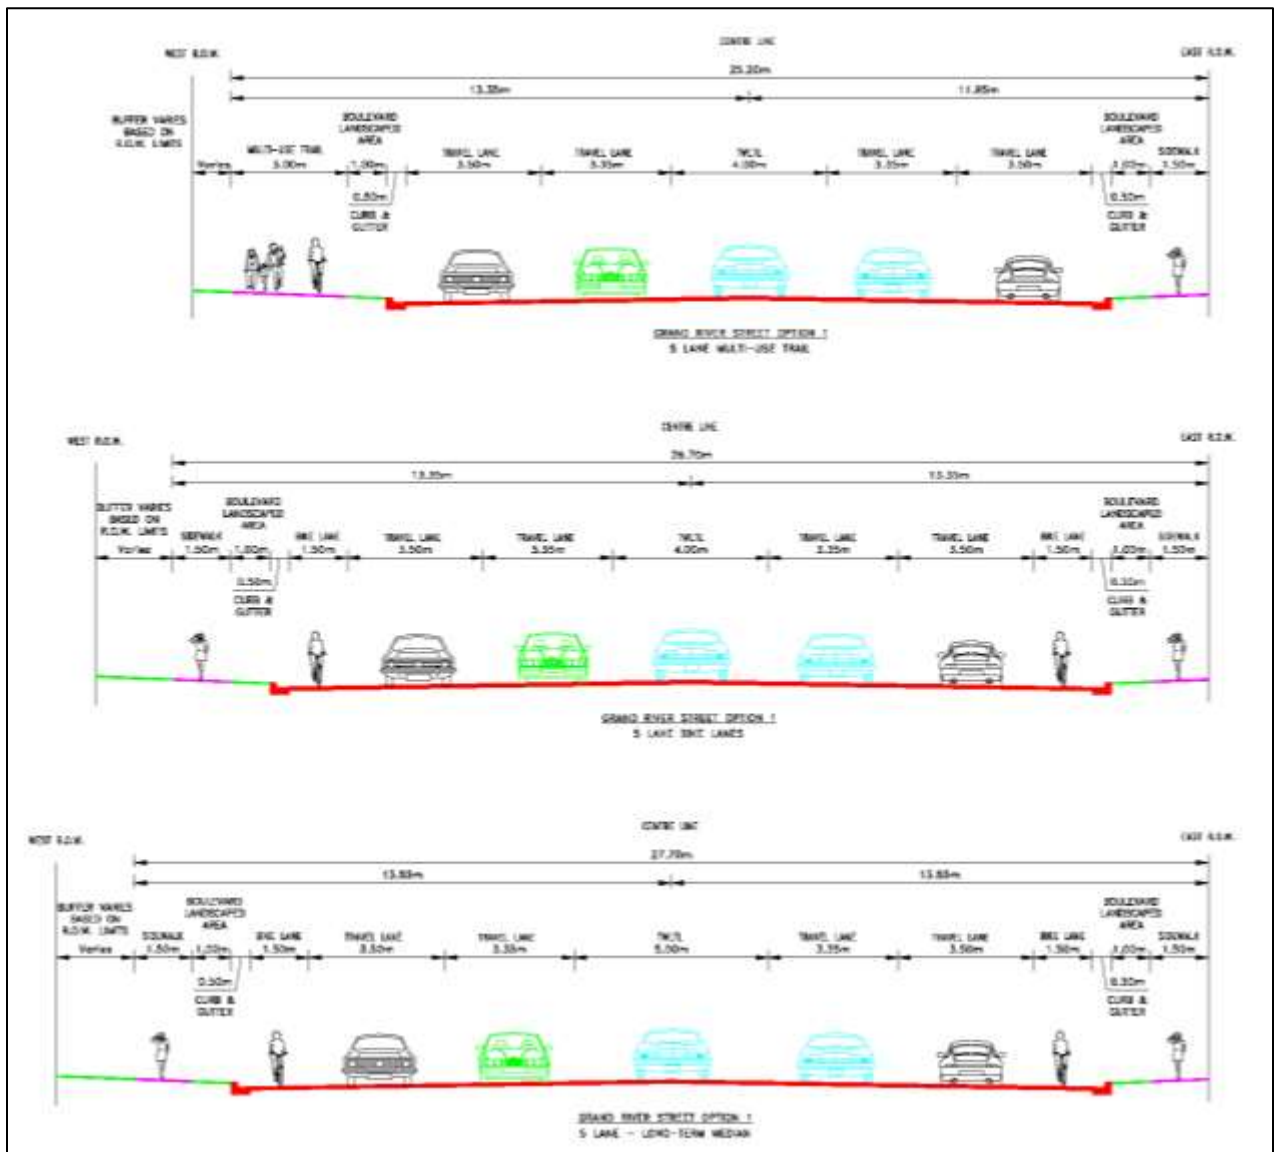 CENTRE LINE
WEST R.O.W.
EAST R.O.W.
25.20m
13.35m
11.85m
BUFFER VARIES
BASED ON
R.O.W. LIMITS
BOULEVARD
LANDSCAPED
AREA
BOULEVARD
LANDSCAPED
AREA
Varies
MULTI-USE TRAIL
3.00m
1.00m
TRAVEL LANE
3.50m
TRAVEL LANE
3.35m
TWLTL
4.00m
TRAVEL LANE
3.35m
TRAVEL LANE
3.50m
1.00m
SIDEWALK
1.50m
0.50m
CURB &
GUTTER
0.50m
CURB &
GUTTER
GRAND RIVER STREET OPTION 1
5 LANE MULTI-USE TRAIL
CENTRE LINE
WEST R.O.W.
EAST R.O.W.
26.70m
13.35m
13.35m
BUFFER VARIES
BASED ON
R.O.W. LIMITS
BOULEVARD
LANDSCAPED
AREA
BOULEVARD
LANDSCAPED
AREA
Varies
SIDEWALK
1.50m
1.00m
BIKE LANE
1.50m
TRAVEL LANE
3.50m
TRAVEL LANE
3.35m
TWLTL
4.00m
TRAVEL LANE
3.35m
TRAVEL LANE
3.50m
BIKE LANE
1.50m
1.00m
SIDEWALK
1.50m
0.50m
CURB &
GUTTER
0.50m
CURB &
GUTTER
GRAND RIVER STREET OPTION 1
5 LANE BIKE LANES
CENTRE LINE
WEST R.O.W.
EAST R.O.W.
27.70m
13.85m
13.85m
BUFFER VARIES
BASED ON
R.O.W. LIMITS
BOULEVARD
LANDSCAPED
AREA
BOULEVARD
LANDSCAPED
AREA
Varies
SIDEWALK
1.50m
1.00m
BIKE LANE
1.50m
TRAVEL LANE
3.50m
TRAVEL LANE
3.35m
TWLTL
5.00m
TRAVEL LANE
3.35m
TRAVEL LANE
3.50m
BIKE LANE
1.50m
1.00m
SIDEWALK
1.50m
0.50m
CURB &
GUTTER
0.50m
CURB &
GUTTER
GRAND RIVER STREET OPTION 1
5 LANE - LONG-TERM MEDIAN